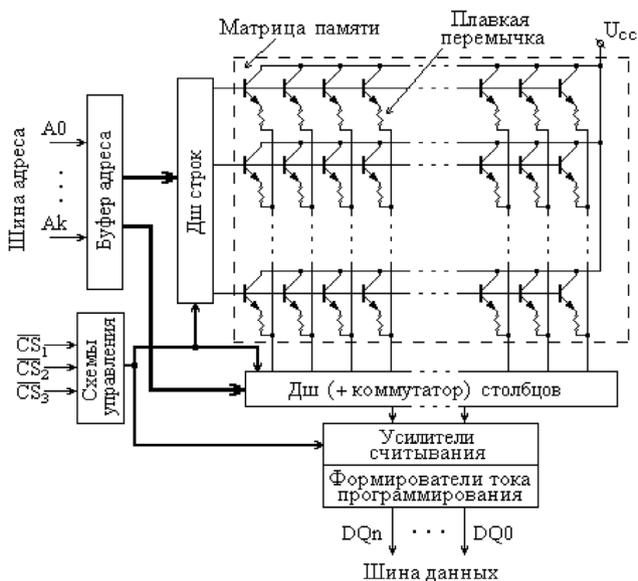 Матрица памяти
Плавкая
перемычка
Ucc
Шина адреса
A0
Ak
Буфер адреса
Дш строк
CS1
CS2
CS3
Схемы
управления
Дш (+ коммутатор) столбцов
Усилители
считывания
Формирователи тока
программирования
DQn
DQ0
Шина данных